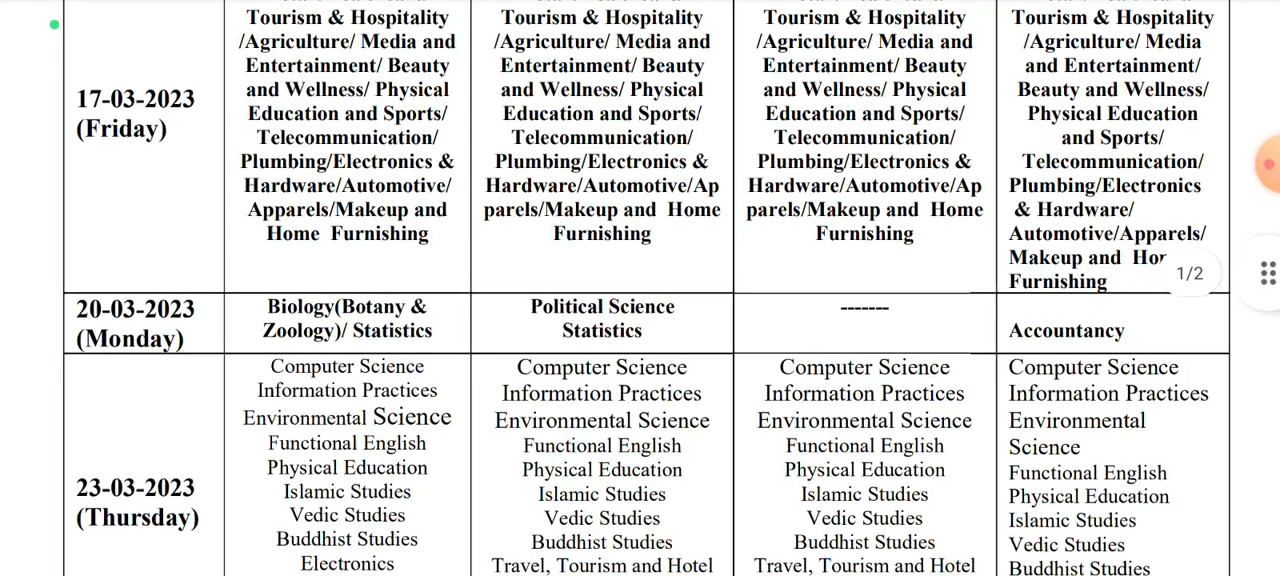 Tourism & Hospitality
/Agriculture/ Media and
Entertainment/ Beauty
and Wellness/ Physical
Education and Sports/
Telecommunication/
Plumbing/Electronics &
Hardware/Automotive/
Apparels/Makeup and
Home Furnishing
Tourism & Hospitality
/Agriculture/ Media and
Entertainment/ Beauty
and Wellness/ Physical
Education and Sports/
Telecommunication/
Plumbing/Electronics &
Hardware/Automotive/Ap
parels/Makeup and Home
Furnishing
Tourism & Hospitality
/Agriculture/ Media and
Entertainment/ Beauty
and Wellness/ Physical
Education and Sports/
Telecommunication/
Plumbing/Electronics &
Hardware/Automotive/Ap
parels/Makeup and Home
Furnishing
Tourism & Hospitality
/Agriculture/ Media
and Entertainment/
Beauty and Wellness/
Physical Education
and Sports/
Telecommunication/
Plumbing/Electronics
& Hardware/
Automotive/Apparels/
Makeup and
Furnishing
17-03-2023
(Friday)
1/2
20-03-2023
(Monday)
Biology(Botany &
Zoology)/ Statistics
Political Science
Statistics
-------
Accountancy
23-03-2023
(Thursday)
Computer Science
Information Practices
Environmental Science
Functional English
Physical Education
Islamic Studies
Vedic Studies
Buddhist Studies
Electronics
Computer Science
Information Practices
Environmental Science
Functional English
Physical Education
Islamic Studies
Vedic Studies
Buddhist Studies
Travel, Tourism and Hotel
Computer Science
Information Practices
Environmental Science
Functional English
Physical Education
Islamic Studies
Vedic Studies
Buddhist Studies
Travel, Tourism and Hotel
Computer Science
Information Practices
Environmental
Science
Functional English
Physical Education
Islamic Studies
Vedic Studies
Buddhist Studies